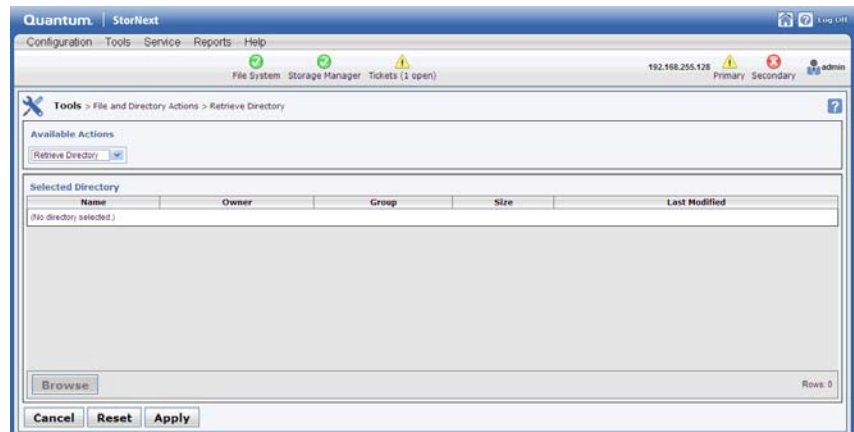 Quantum. StorNext Log Off
Configuration Tools Service Reports Help
File System Storage Manager Tickets (1 open) 192.168.255.128 Primary Secondary admin
Tools > File and Directory Actions > Retrieve Directory ?
Available Actions
Retrieve Directory
Selected Directory
Name Owner Group Size Last Modified
(No directory selected.)
Browse Rows: 0
Cancel Reset Apply